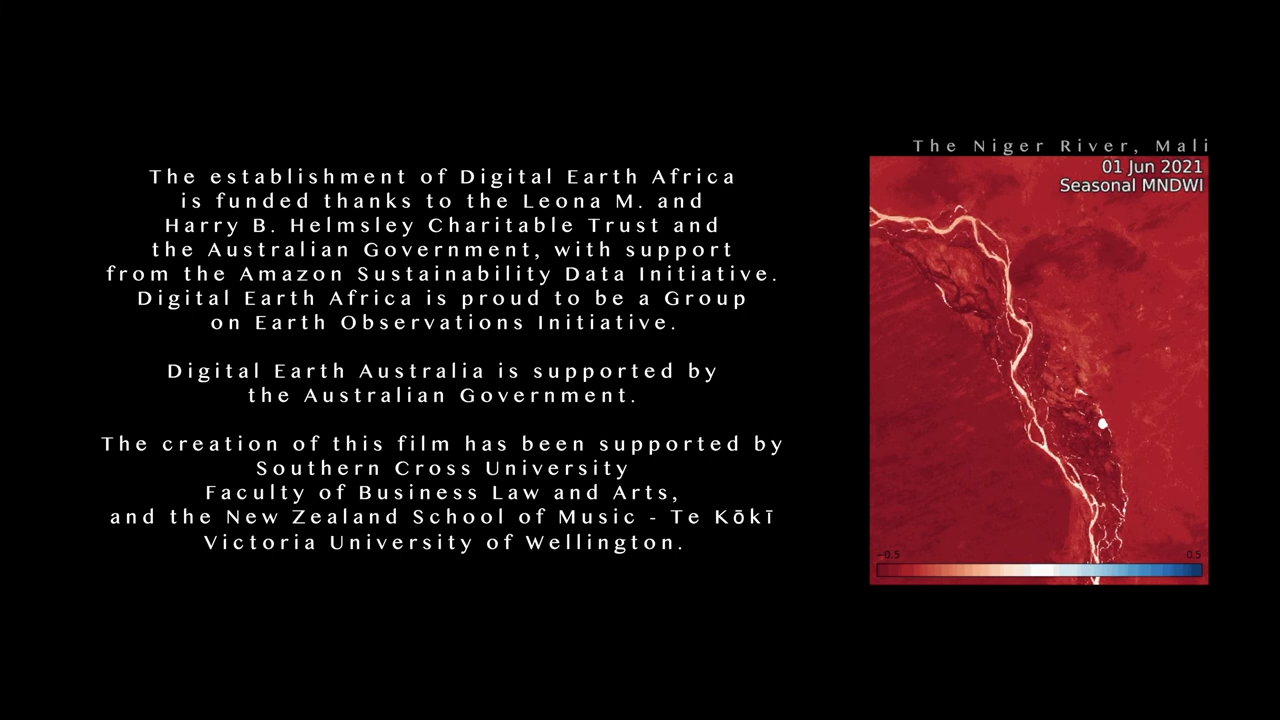 The establishment of Digital Earth Africa
is funded thanks to the Leona M. and
Harry B. Helmsley Charitable Trust and
the Australian Government, with support
from the Amazon Sustainability Data Initiative.
Digital Earth Africa is proud to be a Group
on Earth Observations Initiative.
Digital Earth Australia is supported by
the Australian Government.
The creation of this film has been supported by
Southern Cross University
Faculty of Business Law and Arts,
and the New Zealand School of Music - Te Kōkī
Victoria University of Wellington.
The Niger River, Mali
01 Jun 2021
Seasonal MNDWI
−0.5 0.5